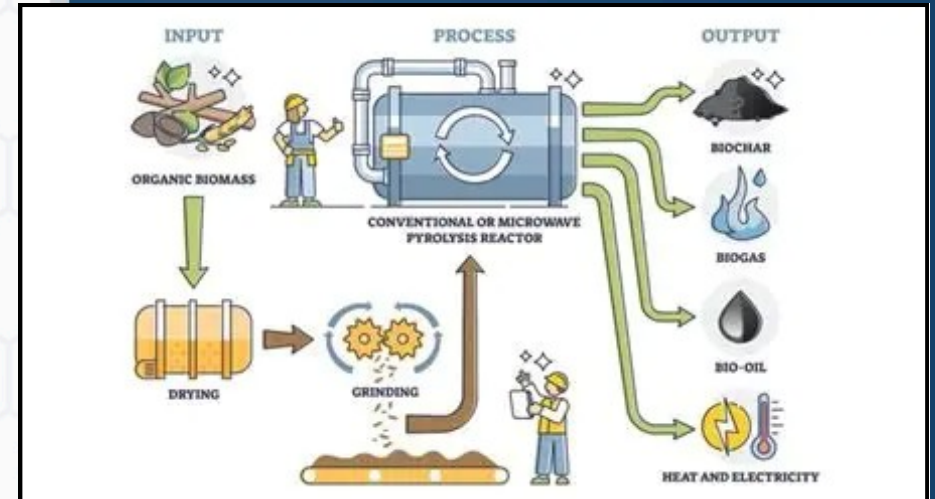 INPUT
PROCESS
OUTPUT
ORGANIC BIOMASS
BIOCHAR
CONVENTIONAL OR MICROWAVE
PYROLYSIS REACTOR
BIOGAS
DRYING
GRINDING
BIO-OIL
HEAT AND ELECTRICITY